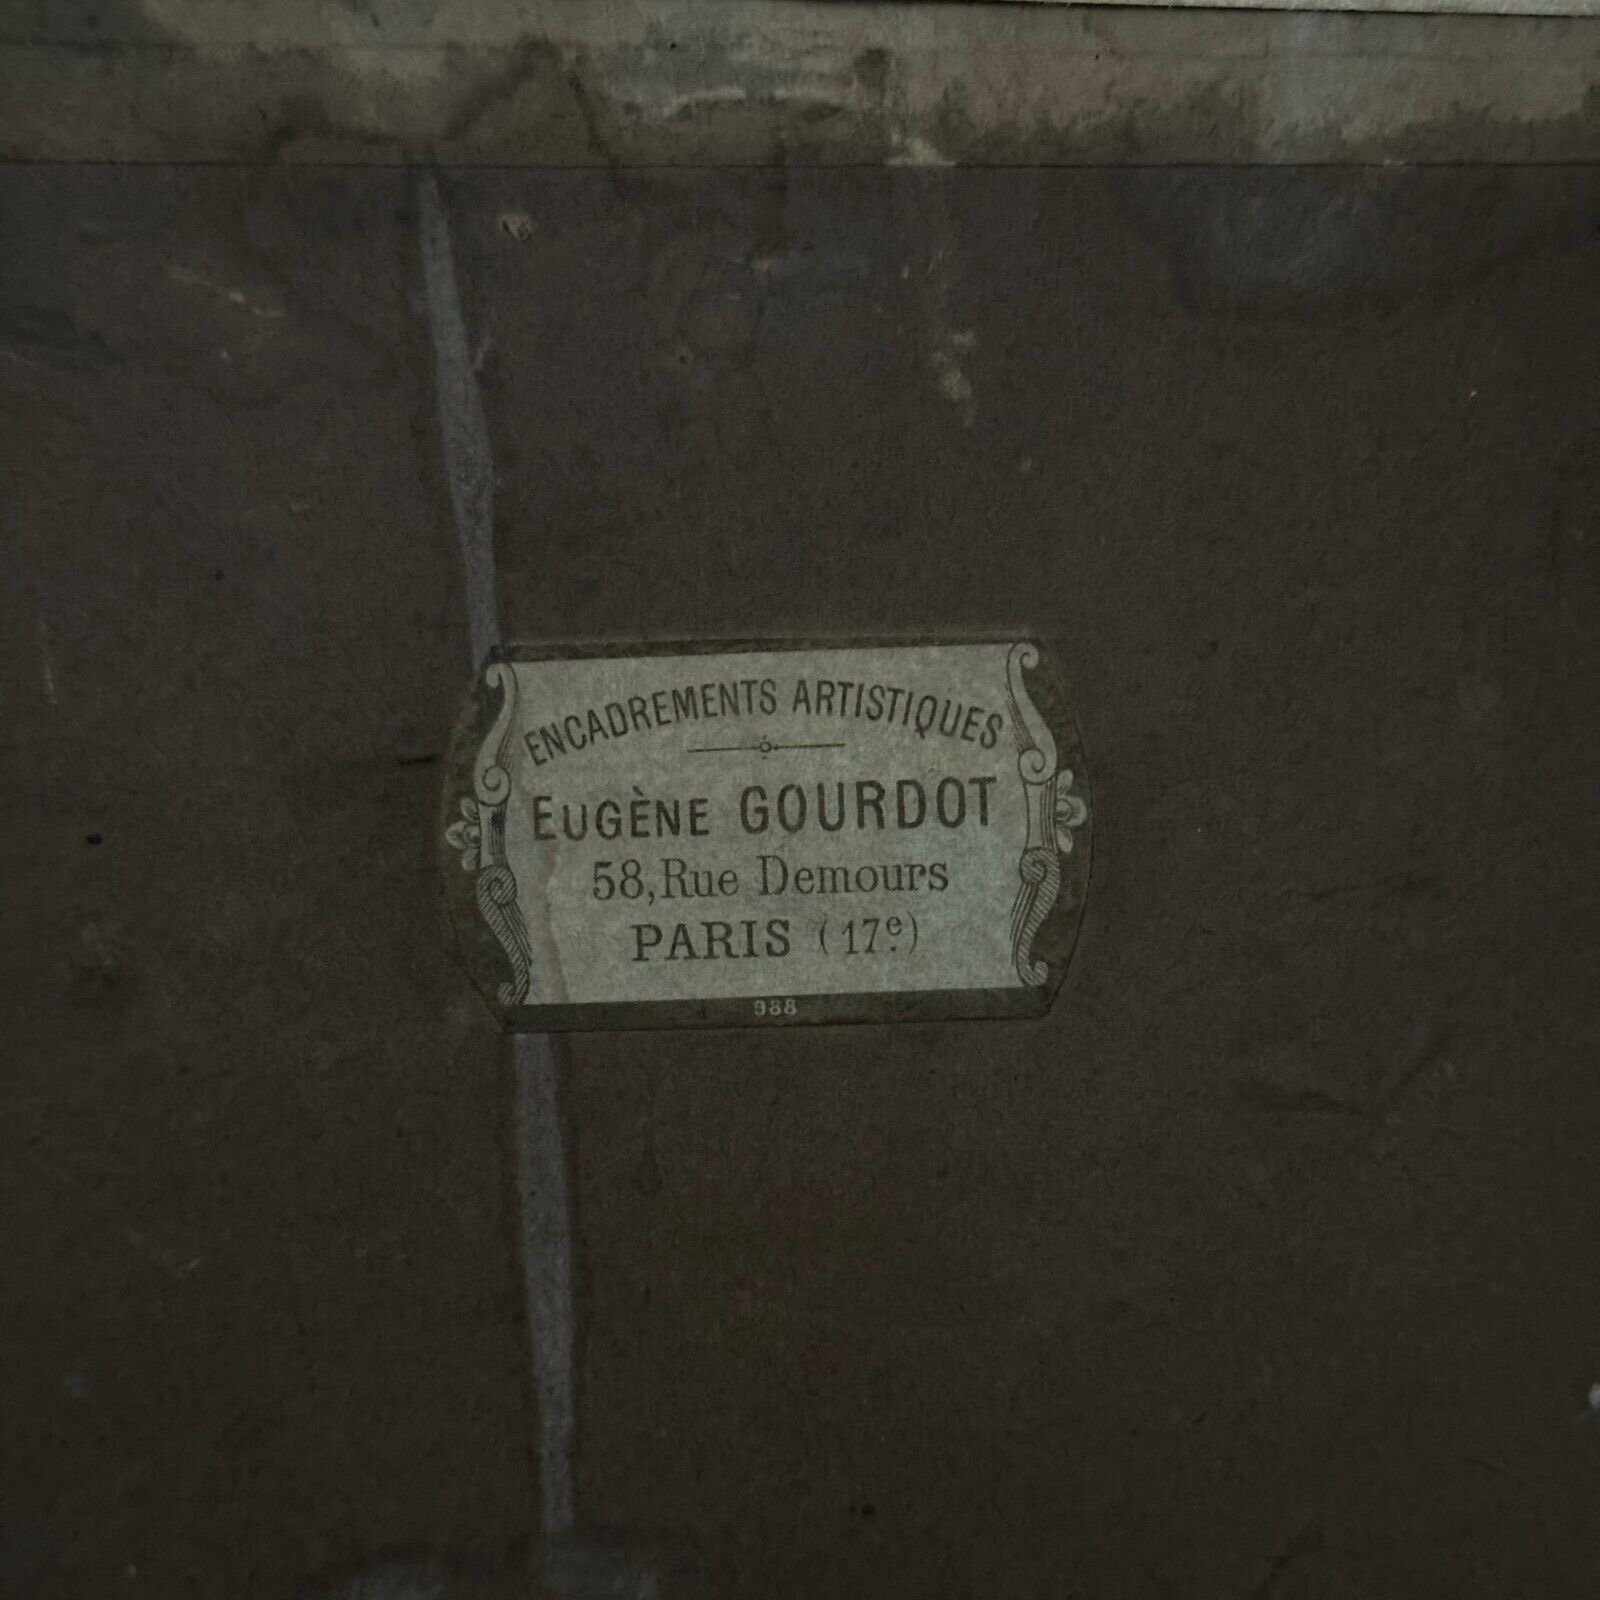 ENCADREMENTS ARTISTIQUES
EUGÈNE GOURDOT
58, Rue Demours
PARIS (17e)
988